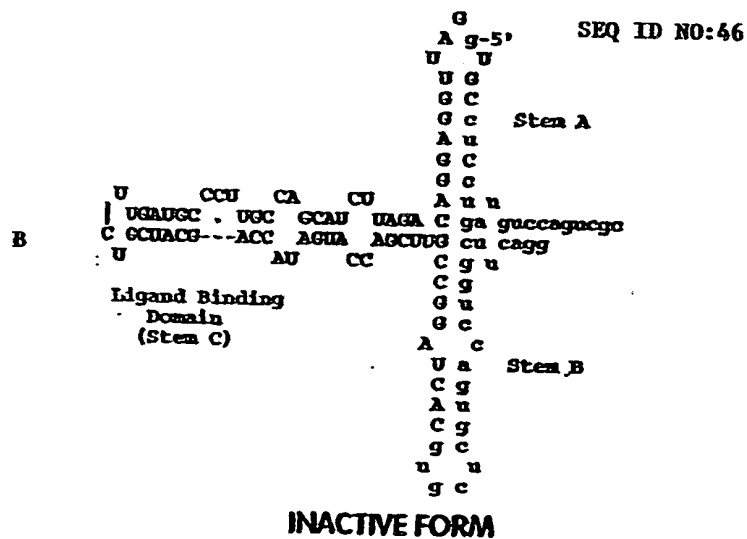 G
A g-5' SEQ ID NO:46
U U
U G
G C
G c Stem A
A u
G C
G c
A u u
U CCU CA CU
UGAUGC . UGC GCAU UAGA C ga guccagucgc
B C GCUACG---ACC AGUA AGCUUG cu cagg
U AU CC C g u
Ligand Binding
Domain
(Stem C)
C g
G u
G c
A c
U a Stem B
C g
A u
C g
g c
u u
g c
INACTIVE FORM